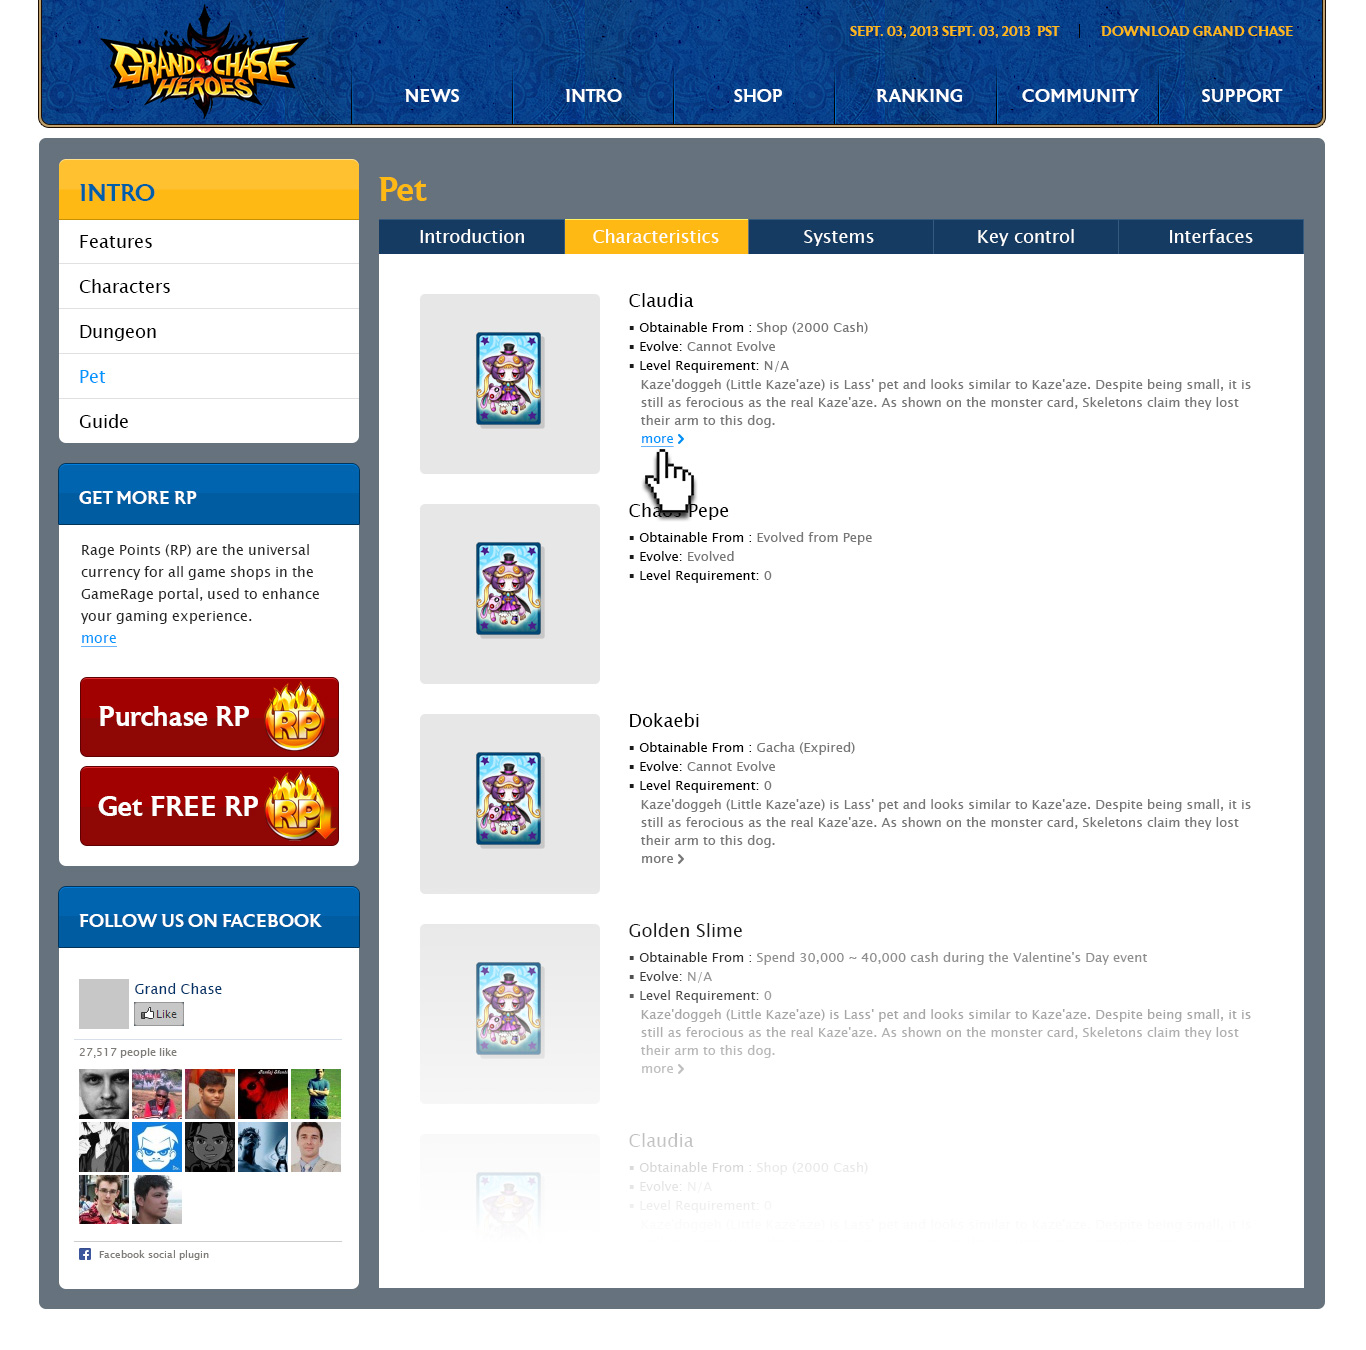 GRAND CHASE
HEROES
SEPT. 03, 2013 SEPT. 03, 2013 PST
DOWNLOAD GRAND CHASE
NEWS
INTRO
SHOP
RANKING
COMMUNITY
SUPPORT
INTRO
Features
Characters
Dungeon
Pet
Guide
GET MORE RP
Rage Points (RP) are the universal
currency for all game shops in the
GameRage portal, used to enhance
your gaming experience.
more
Purchase RP
RP
Get FREE RP
RP
FOLLOW US ON FACEBOOK
Grand Chase
Like
27,517 people like
Facebook social plugin
Pet
Introduction
Characteristics
Systems
Key control
Interfaces
Claudia
▪ Obtainable From : Shop (2000 Cash)
▪ Evolve: Cannot Evolve
▪ Level Requirement: N/A
Kaze'doggeh (Little Kaze'aze) is Lass' pet and looks similar to Kaze'aze. Despite being small, it is
still as ferocious as the real Kaze'aze. As shown on the monster card, Skeletons claim they lost
their arm to this dog.
more
Chaos Pepe
▪ Obtainable From : Evolved from Pepe
▪ Evolve: Evolved
▪ Level Requirement: 0
Dokaebi
▪ Obtainable From : Gacha (Expired)
▪ Evolve: Cannot Evolve
▪ Level Requirement: 0
Kaze'doggeh (Little Kaze'aze) is Lass' pet and looks similar to Kaze'aze. Despite being small, it is
still as ferocious as the real Kaze'aze. As shown on the monster card, Skeletons claim they lost
their arm to this dog.
more
Golden Slime
▪ Obtainable From : Spend 30,000 ~ 40,000 cash during the Valentine's Day event
▪ Evolve: N/A
▪ Level Requirement: 0
Kaze'doggeh (Little Kaze'aze) is Lass' pet and looks similar to Kaze'aze. Despite being small, it is
still as ferocious as the real Kaze'aze. As shown on the monster card, Skeletons claim they lost
their arm to this dog.
more
Claudia
▪ Obtainable From : Shop (2000 Cash)
▪ Evolve: N/A
▪ Level Requirement: 0